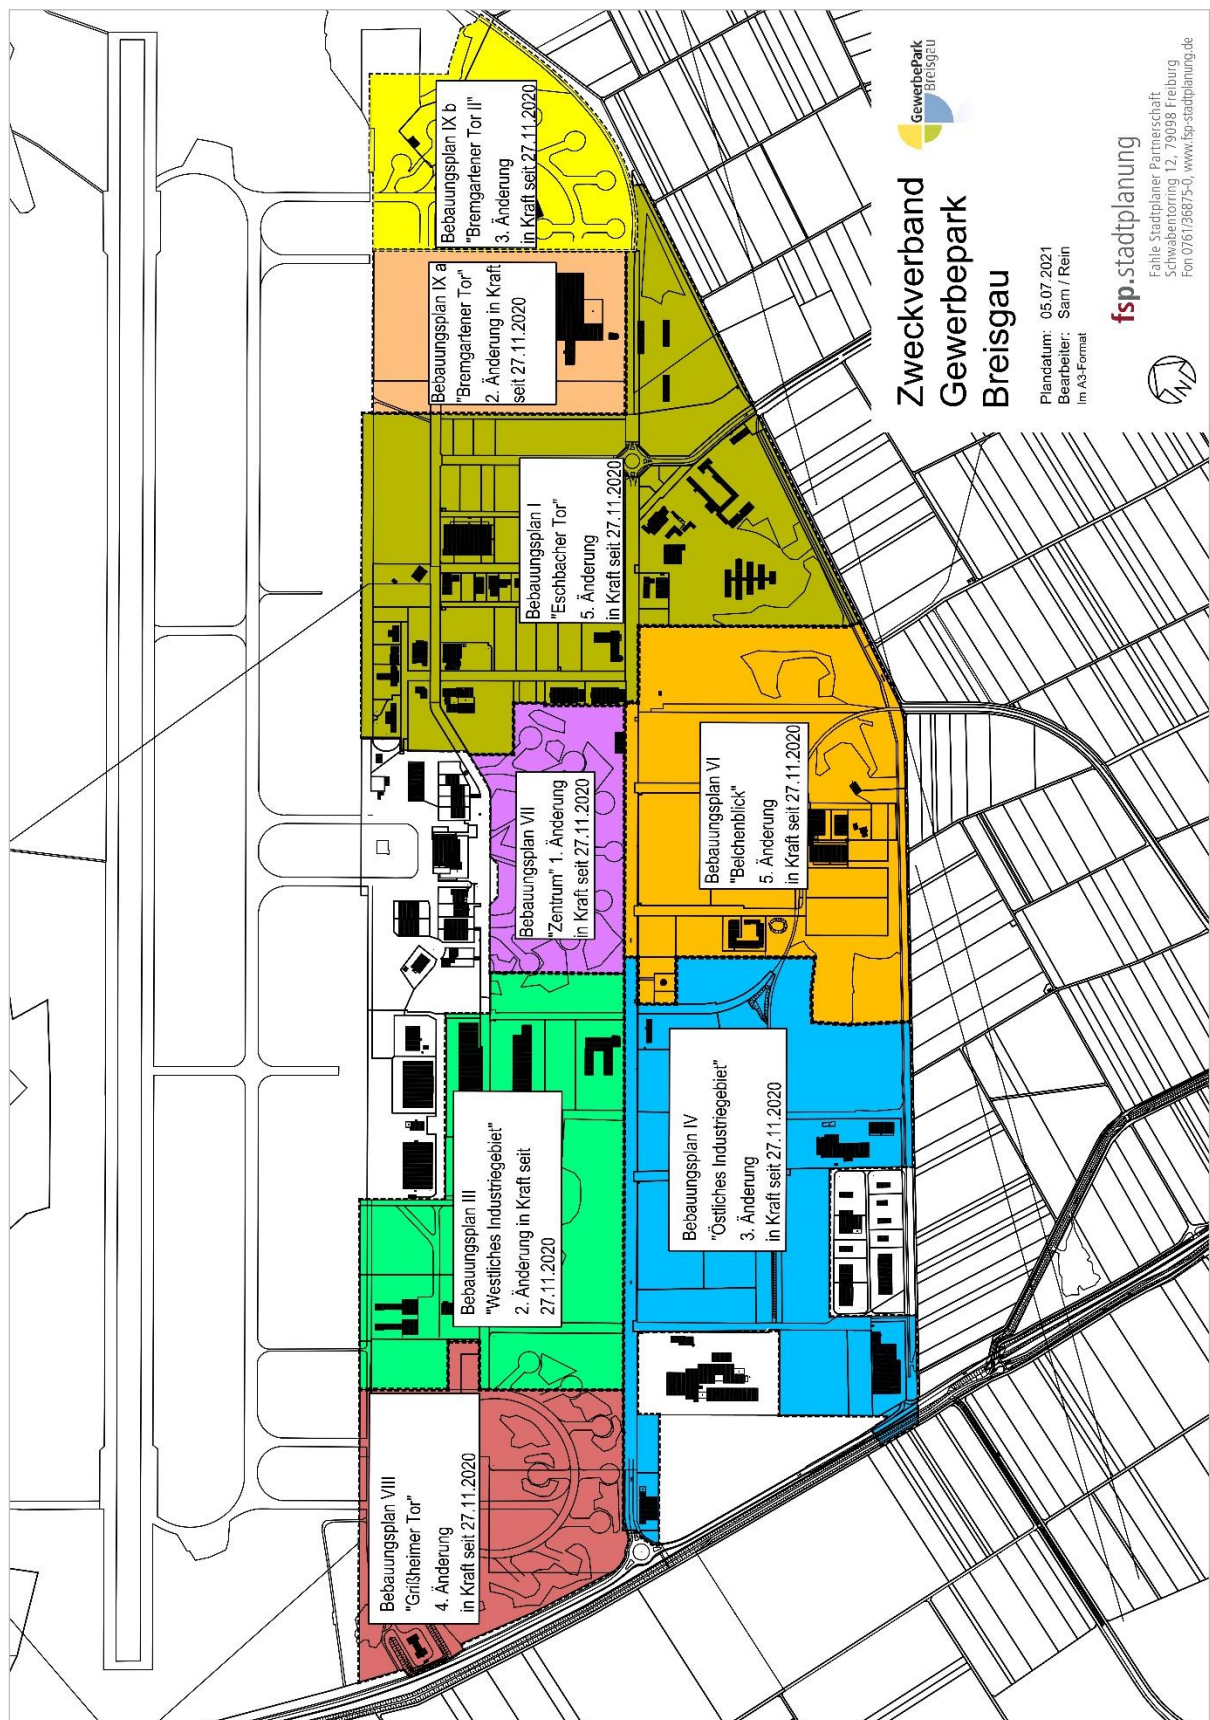 Bebauungsplan VIII
"Grißheimer Tor"
4. Änderung
in Kraft seit 27.11.2020
Bebauungsplan III
"Westliches Industriegebiet"
2. Änderung in Kraft seit
27.11.2020
Bebauungsplan VII
"Zentrum" 1. Änderung
in Kraft seit 27.11.2020
Bebauungsplan I
"Eschbacher Tor"
5. Änderung
in Kraft seit 27.11.2020
Bebauungsplan IX a
"Bremgartener Tor"
2. Änderung in Kraft
seit 27.11.2020
Bebauungsplan IX b
"Bremgartener Tor II"
3. Änderung
in Kraft seit 27.11.2020
Bebauungsplan IV
"Östliches Industriegebiet"
3. Änderung
in Kraft seit 27.11.2020
Bebauungsplan VI
"Belchenblick"
5. Änderung
in Kraft seit 27.11.2020
GewerbePark
Breisgau
Zweckverband
Gewerbepark
Breisgau
Plandatum: 05.07.2021
Bearbeiter: Sam / Rein
Im A3-Format
N
fsp.stadtplanung
Fahle Stadtplaner Partnerschaft
Schwabentorring 12, 79098 Freiburg
Fon 0761/36875-0, www.fsp-stadtplanung.de